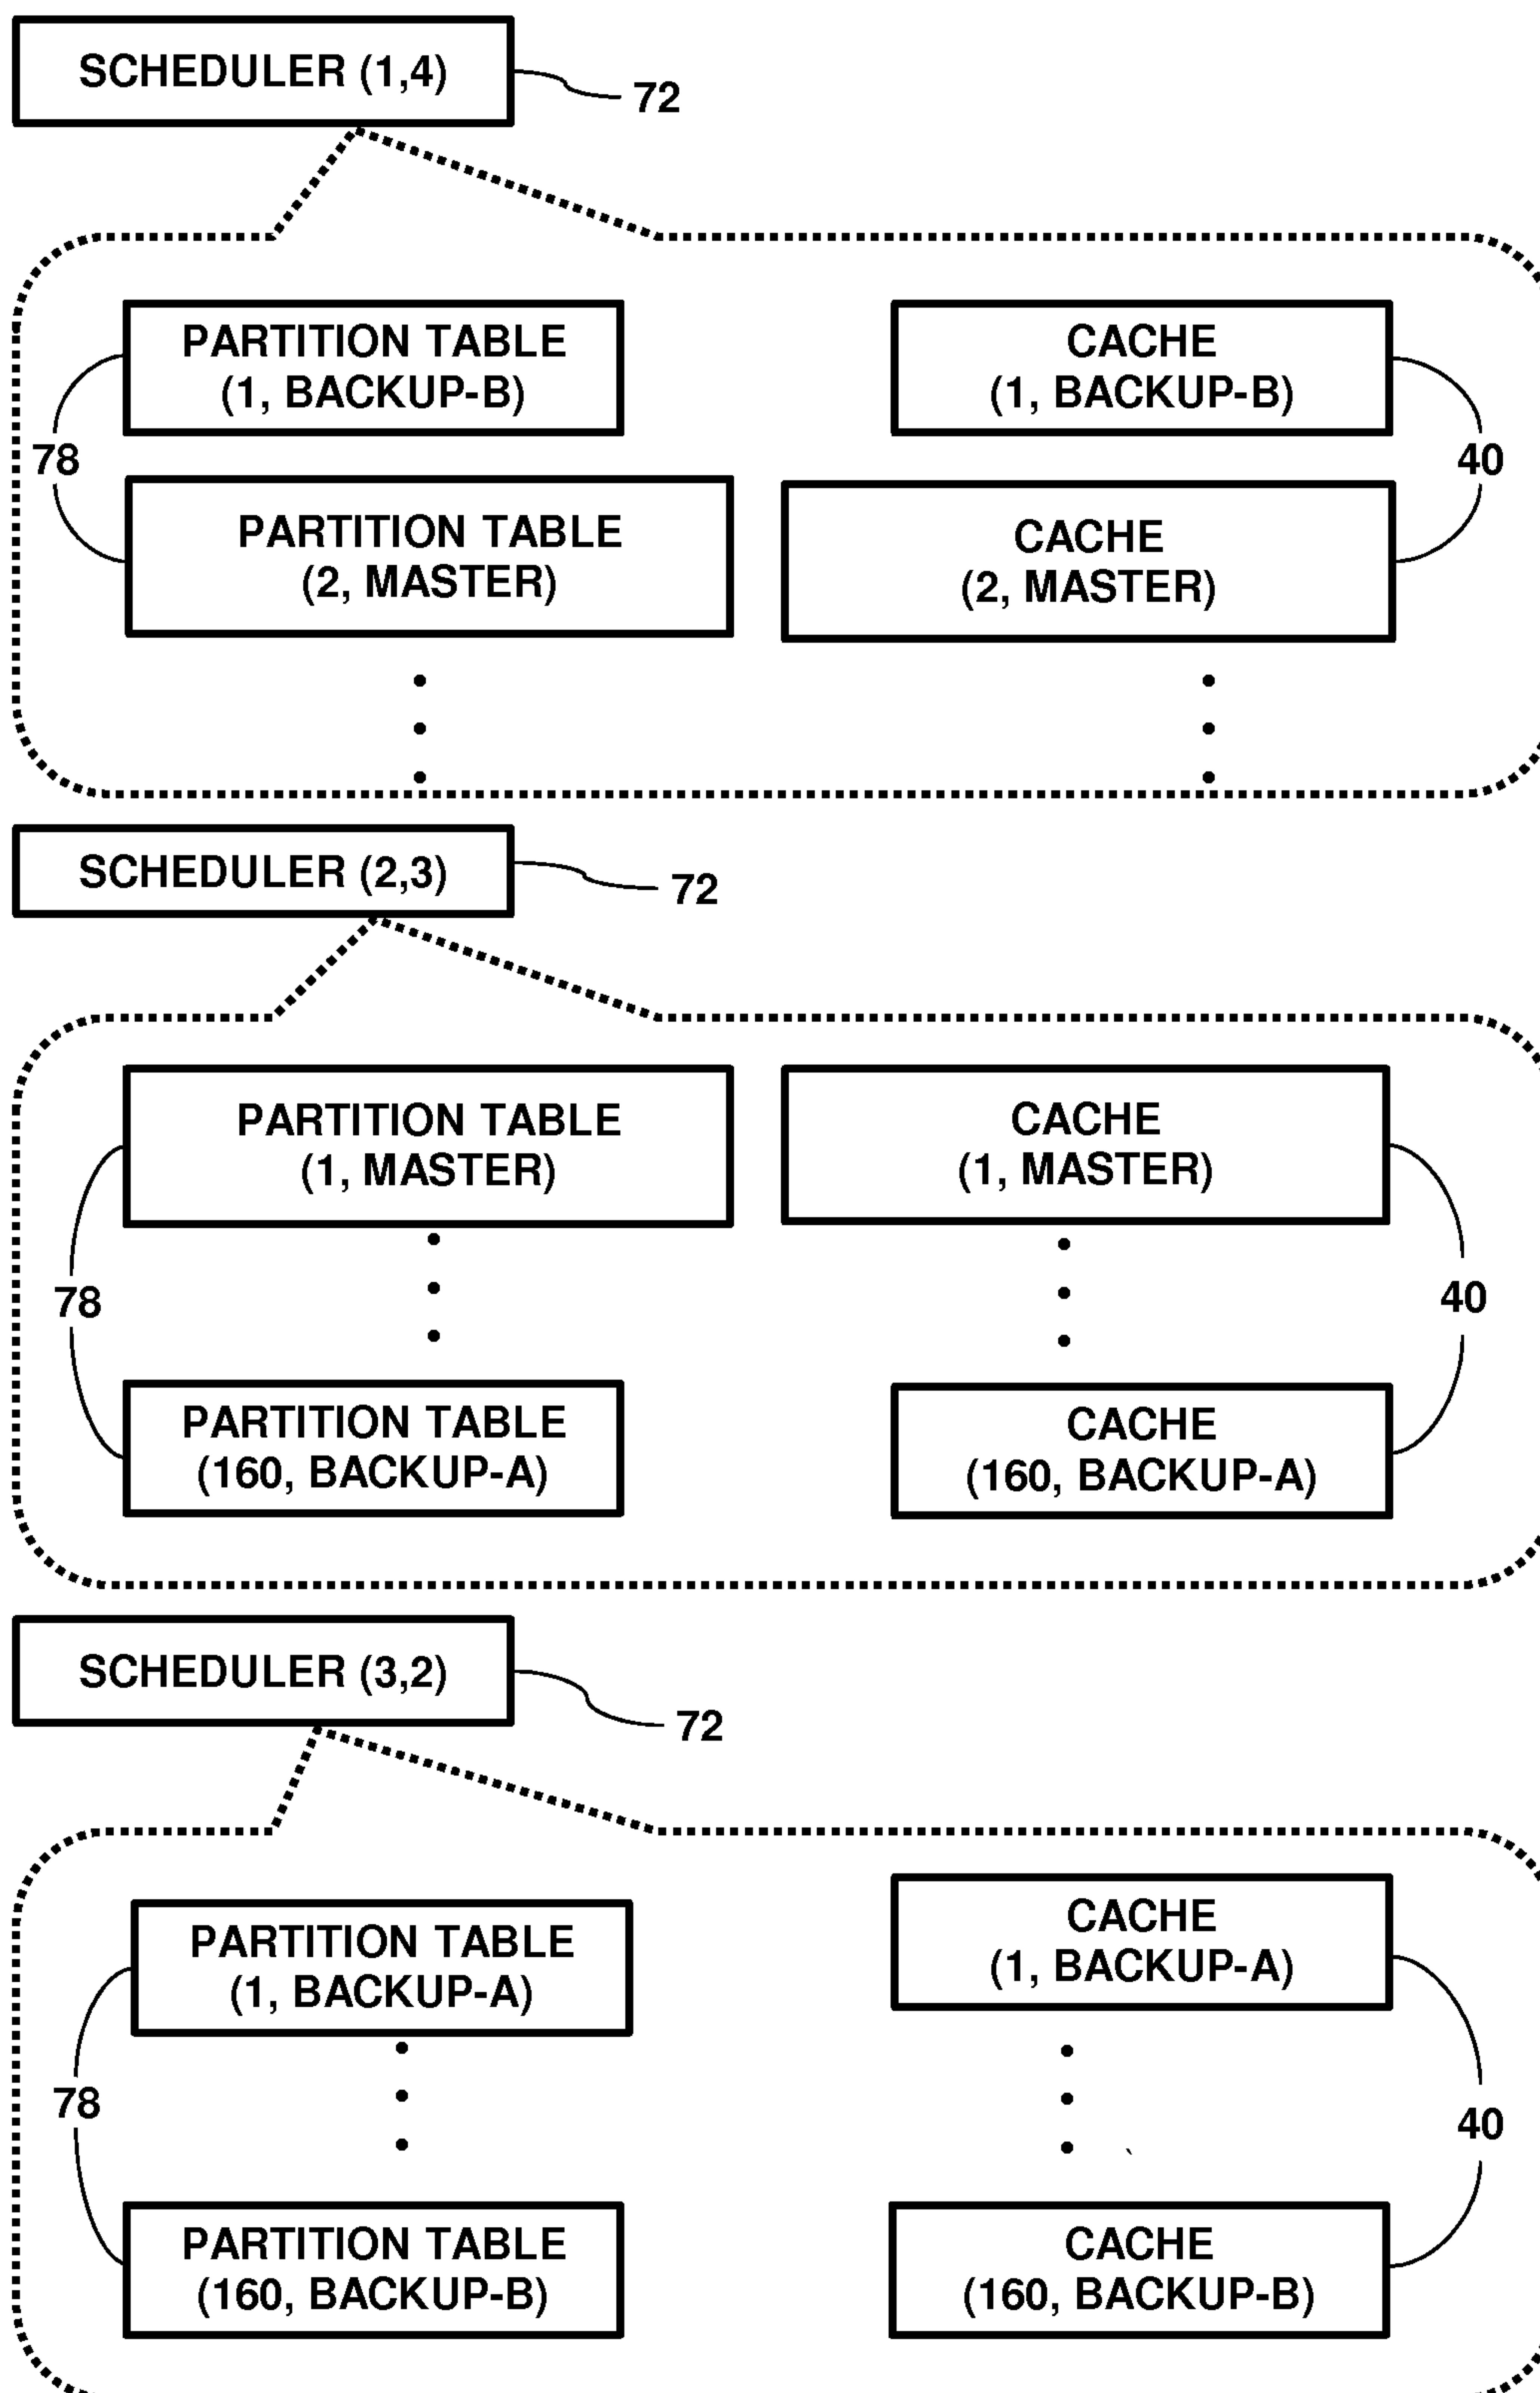 SCHEDULER (1,4)
72
PARTITION TABLE
(1, BACKUP-B)
CACHE
(1, BACKUP-B)
78
40
PARTITION TABLE
(2, MASTER)
CACHE
(2, MASTER)
SCHEDULER (2,3)
72
PARTITION TABLE
(1, MASTER)
CACHE
(1, MASTER)
78
40
PARTITION TABLE
(160, BACKUP-A)
CACHE
(160, BACKUP-A)
SCHEDULER (3,2)
72
PARTITION TABLE
(1, BACKUP-A)
CACHE
(1, BACKUP-A)
78
40
PARTITION TABLE
(160, BACKUP-B)
CACHE
(160, BACKUP-B)